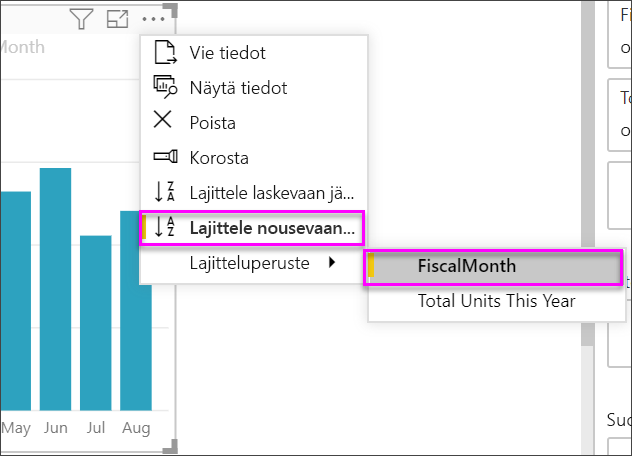 Month
Vie tiedot
Näytä tiedot
Poista
Korosta
Lajittele laskevaan jä...
Lajittele nousevaan...
Lajitteluperuste
FiscalMonth
Total Units This Year
May Jun Jul Aug
Fi
o
To
o
Suo